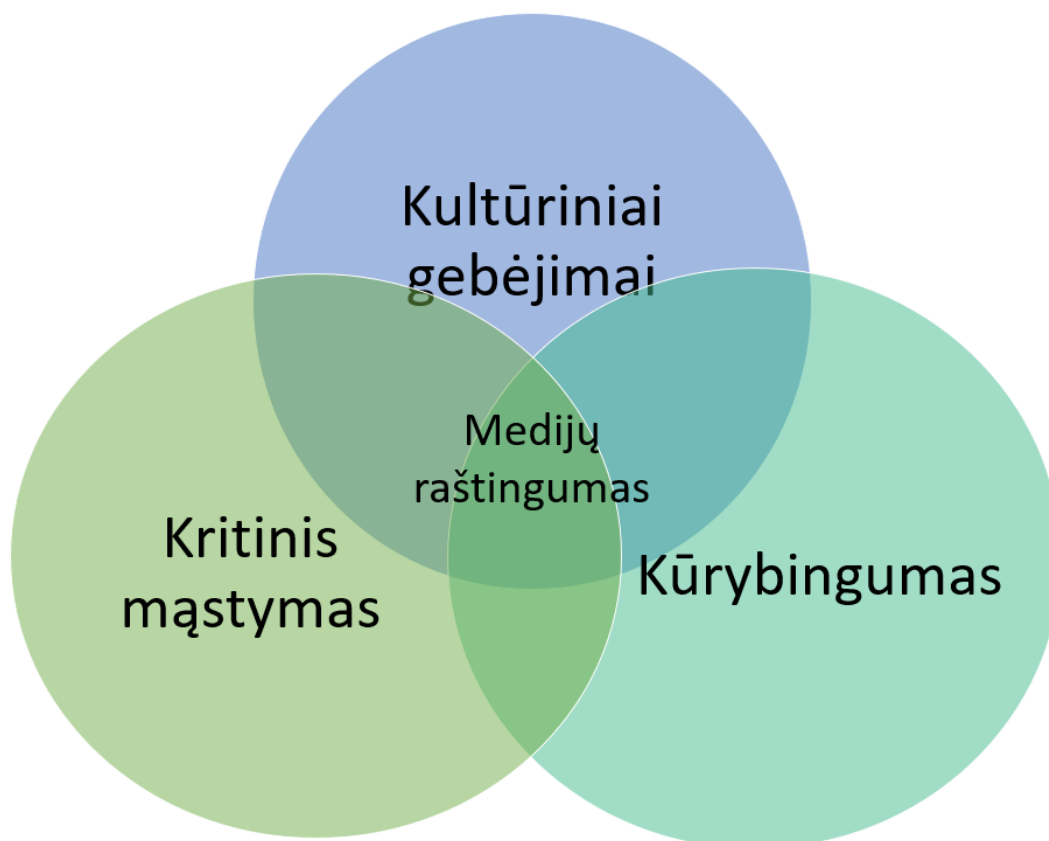 Kultūriniai
gebėjimai
Medijų
raštingumas
Kritinis
mąstymas
Kūrybingumas